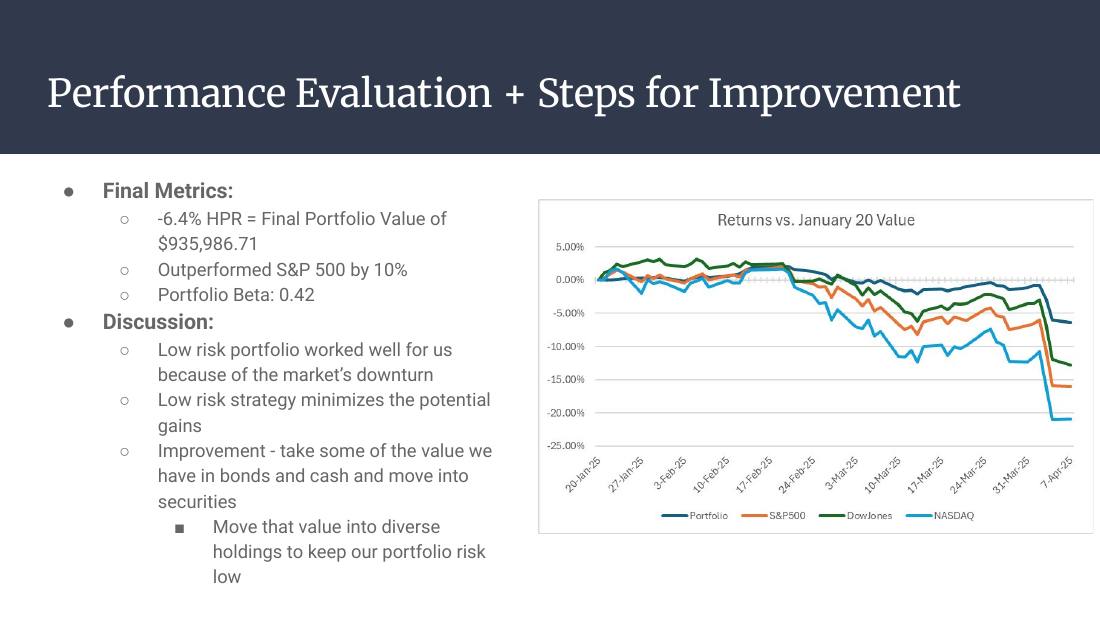 Performance Evaluation + Steps for Improvement
● Final Metrics:
○ -6.4% HPR = Final Portfolio Value of
$935,986.71
○ Outperformed S&P 500 by 10%
○ Portfolio Beta: 0.42
● Discussion:
○ Low risk portfolio worked well for us
because of the market’s downturn
○ Low risk strategy minimizes the potential
gains
○ Improvement - take some of the value we
have in bonds and cash and move into
securities
■ Move that value into diverse
holdings to keep our portfolio risk
low
Returns vs. January 20 Value
5.00%
0.00%
-5.00%
-10.00%
-15.00%
-20.00%
-25.00%
20-Jan-25
27-Jan-25
3-Feb-25
10-Feb-25
17-Feb-25
24-Feb-25
3-Mar-25
10-Mar-25
17-Mar-25
24-Mar-25
31-Mar-25
7-Apr-25
Portfolio S&P500 DowJones NASDAQ